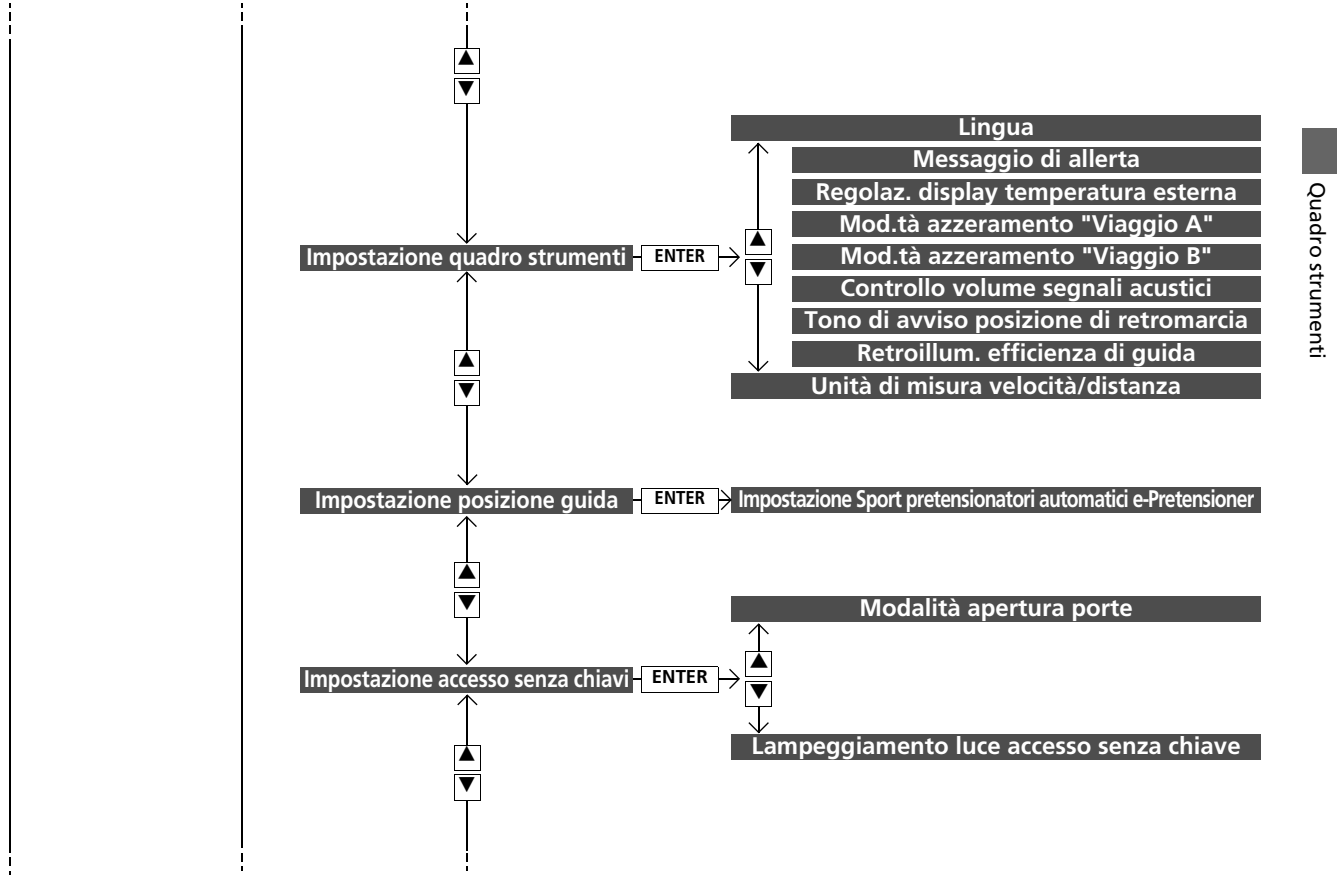 ▲
▼
Lingua
Messaggio di allerta
Regolaz. display temperatura esterna
Mod.tà azzeramento "Viaggio A"
▲
Mod.tà azzeramento "Viaggio B"
Impostazione quadro strumenti
ENTER
▼
Controllo volume segnali acustici
Tono di avviso posizione di retromarcia
Retroillum. efficienza di guida
Unità di misura velocità/distanza
▲
▼
Impostazione posizione guida
ENTER
Impostazione Sport pretensionatori automatici e-Pretensioner
▲
▼
Modalità apertura porte
Impostazione accesso senza chiavi
ENTER
▲
▼
Lampeggiamento luce accesso senza chiave
▲
▼
Quadro strumenti